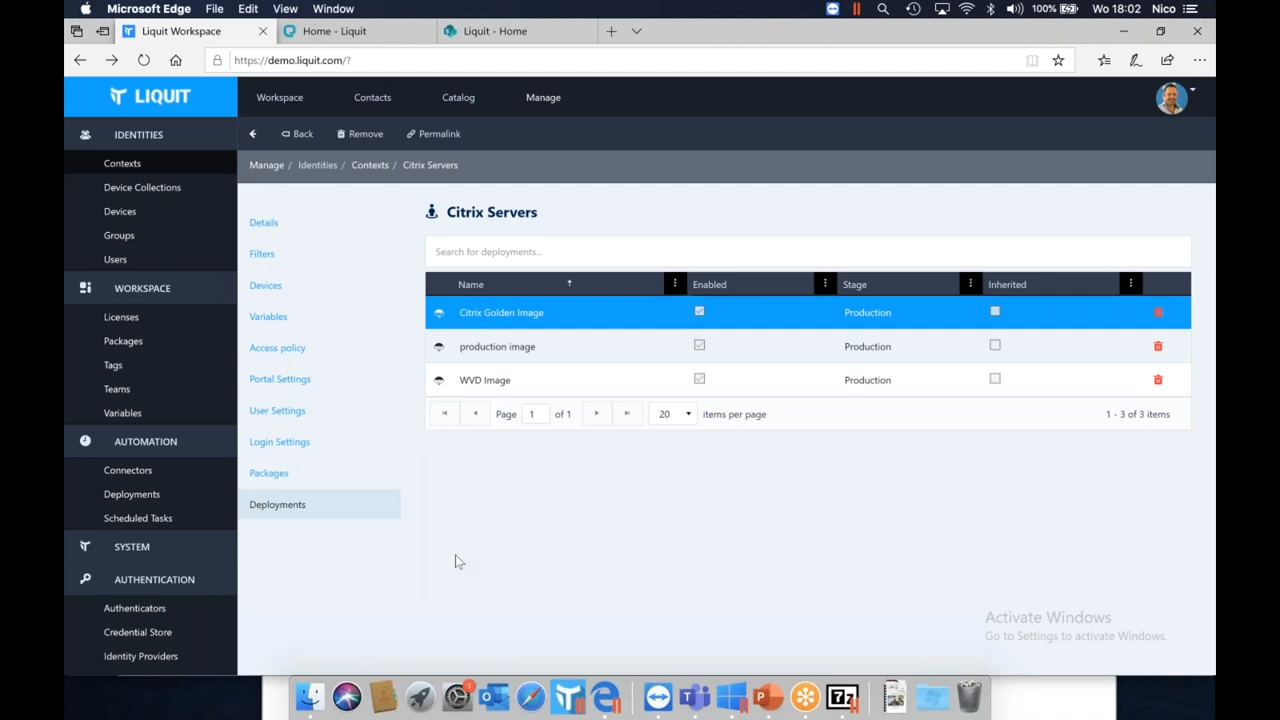 Microsoft Edge File Edit View Window 100% Wo 18:02 Nico
Liquit Workspace Home - Liquit Liquit - Home
https://demo.liquit.com/?
LIQUIT Workspace Contacts Catalog Manage
IDENTITIES Back Remove Permalink
Contexts Manage / Identities / Contexts / Citrix Servers
Device Collections
Devices
Groups
Users
WORKSPACE
Licenses
Packages
Tags
Teams
Variables
AUTOMATION
Connectors
Deployments
Scheduled Tasks
SYSTEM
AUTHENTICATION
Authenticators
Credential Store
Identity Providers
Details
Filters
Devices
Variables
Access policy
Portal Settings
User Settings
Login Settings
Packages
Deployments
Citrix Servers
Search for deployments...
Name Enabled Stage Inherited
Citrix Golden Image Production
production image Production
WVD Image Production
Page 1 of 1 20 items per page 1 - 3 of 3 items
Activate Windows
Go to Settings to activate Windows.
1